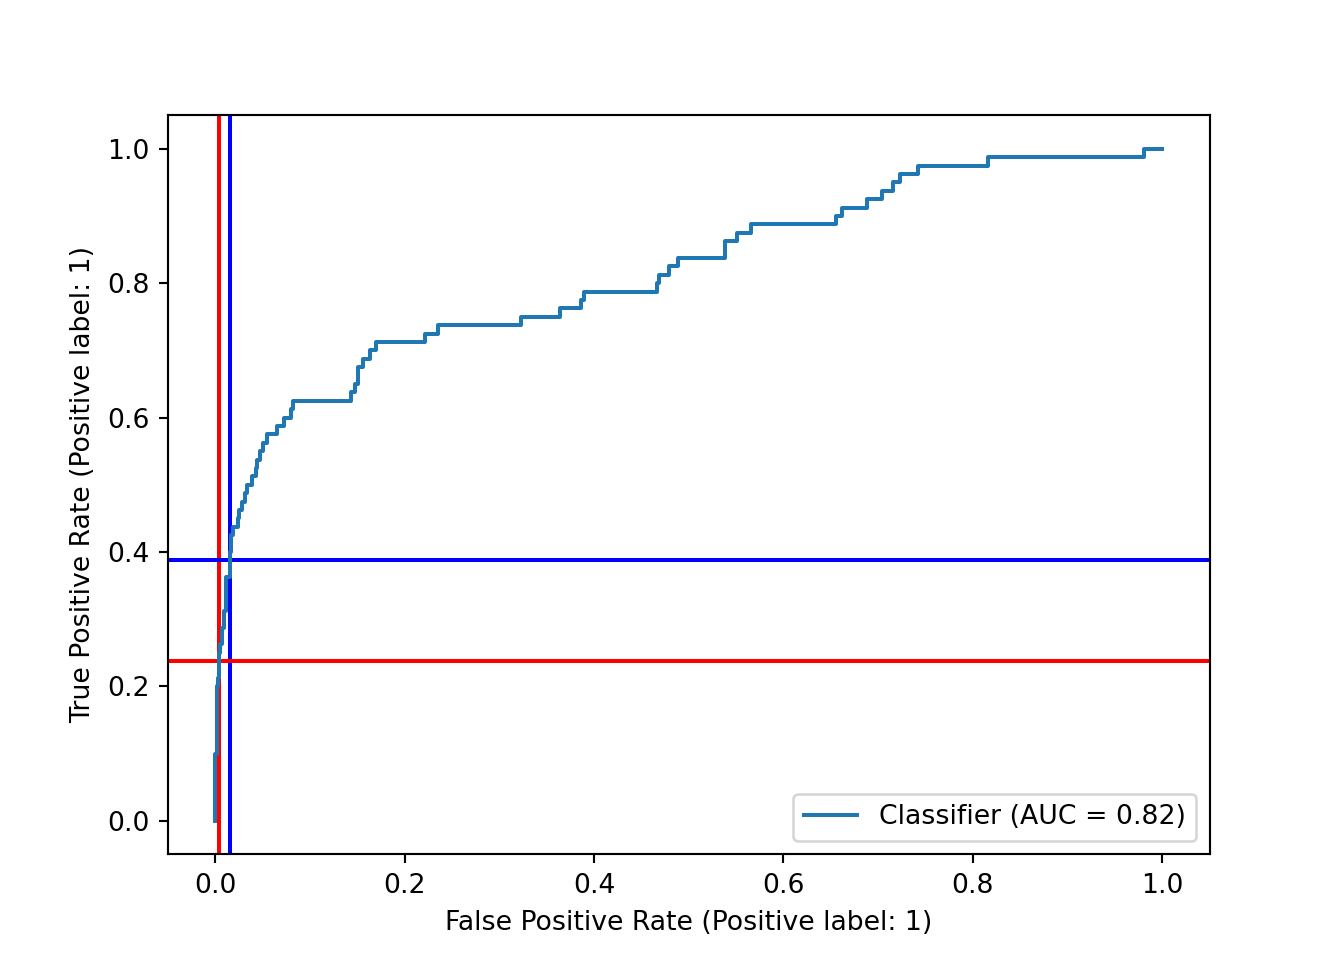 1.0
0.8
0.6
0.4
0.2
0.0
True Positive Rate (Positive label: 1)
Classifier (AUC = 0.82)
0.0 0.2 0.4 0.6 0.8 1.0
False Positive Rate (Positive label: 1)